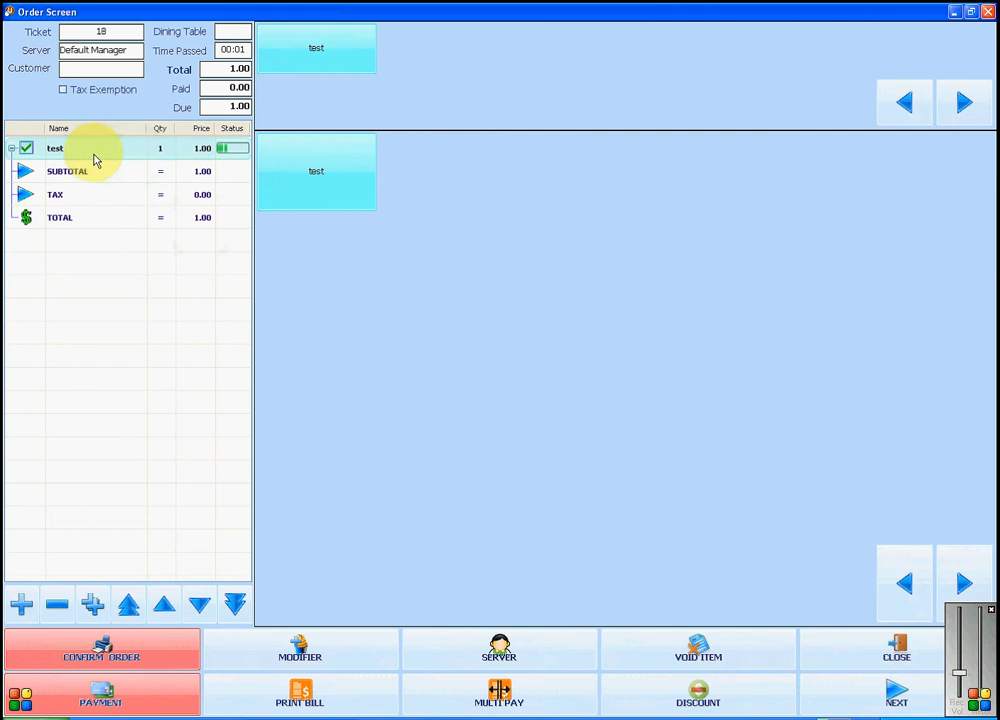 Order Screen
Ticket 18 Dining Table
Server Default Manager Time Passed 00:01
Customer Total 1.00
Tax Exemption Paid 0.00
Due 1.00
Name Qty Price Status
test 1 1.00
SUBTOTAL = 1.00
TAX = 0.00
TOTAL = 1.00
test
test
CONFIRM ORDER MODIFIER SERVER VOID ITEM CLOSE
PAYMENT PRINT BILL MULTI PAY DISCOUNT NEXT
Rec
Vol